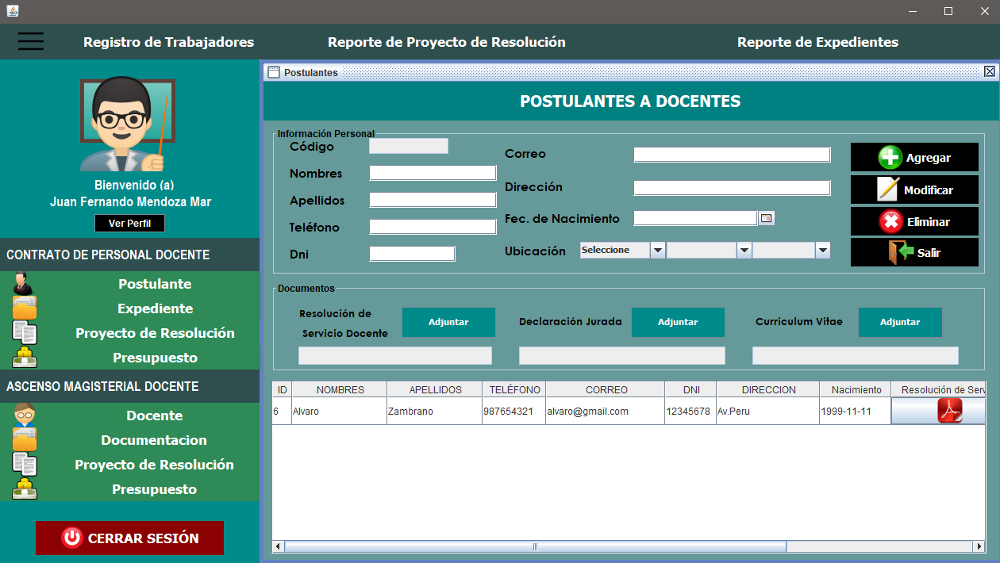 Registro de Trabajadores
Reporte de Proyecto de Resolución
Reporte de Expedientes
Bienvenido (a)
Juan Fernando Mendoza Mar
Ver Perfil
CONTRATO DE PERSONAL DOCENTE
Postulante
Expediente
Proyecto de Resolución
Presupuesto
ASCENSO MAGISTERIAL DOCENTE
Docente
Documentacion
Proyecto de Resolución
Presupuesto
CERRAR SESIÓN
Postulantes
POSTULANTES A DOCENTES
Información Personal
Código
Nombres
Apellidos
Teléfono
Dni
Correo
Dirección
Fec. de Nacimiento
Ubicación
Seleccione
Agregar
Modificar
Eliminar
Salir
Documentos
Resolución de
Servicio Docente
Adjuntar
Declaración Jurada
Adjuntar
Curriculum Vitae
Adjuntar
ID NOMBRES APELLIDOS TELÉFONO CORREO DNI DIRECCION Nacimiento Resolución de Serv
6 Alvaro Zambrano 987654321 alvaro@gmail.com 12345678 Av.Peru 1999-11-11